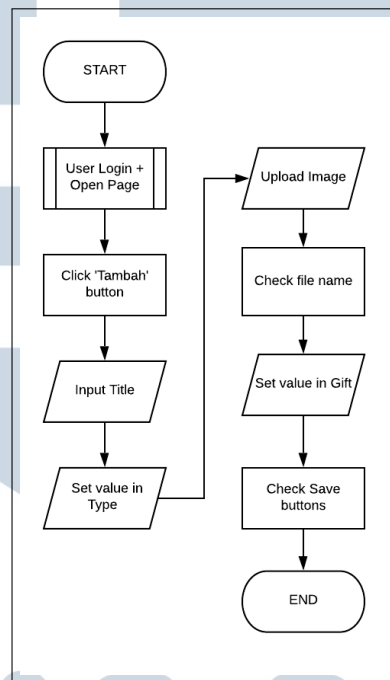 START
User Login +
Open Page
Click 'Tambah'
button
Input Title
Set value in
Type
Upload Image
Check file name
Set value in Gift
Check Save
buttons
END